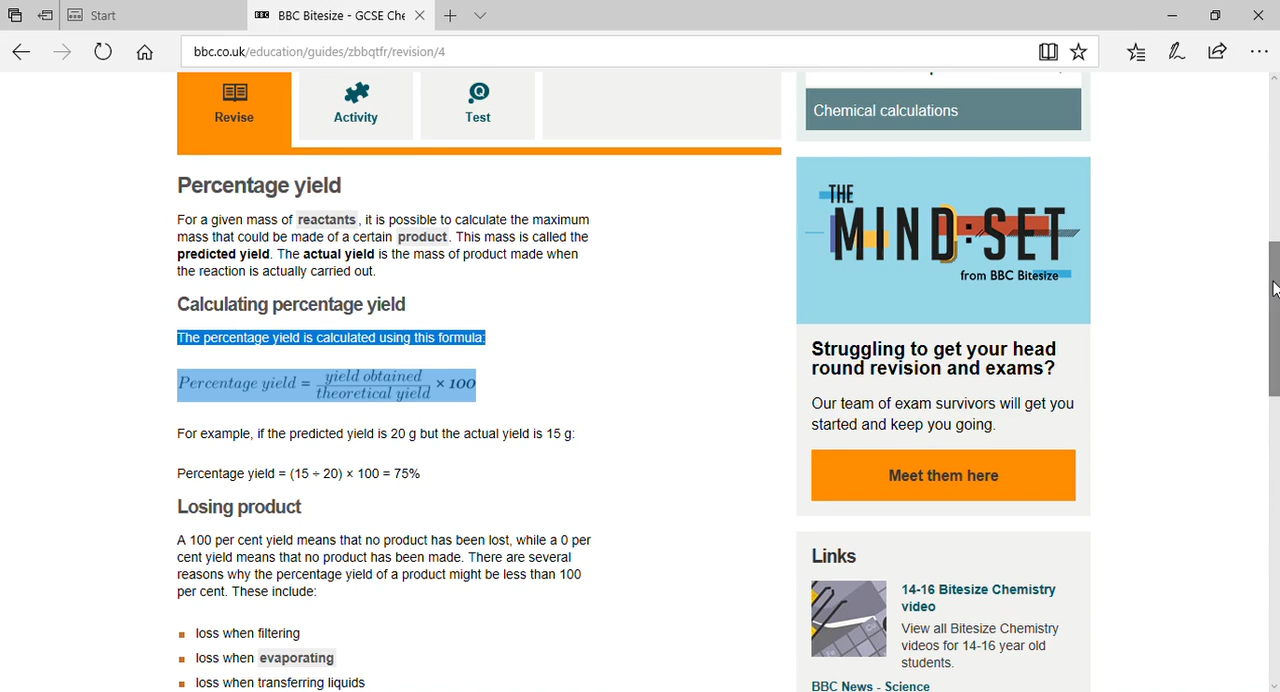 Start
BBC BBC Bitesize - GCSE Che
bbc.co.uk/education/guides/zbbqtfr/revision/4
Revise
Activity
Test
Percentage yield
For a given mass of reactants, it is possible to calculate the maximum
mass that could be made of a certain product. This mass is called the
predicted yield. The actual yield is the mass of product made when
the reaction is actually carried out.
Calculating percentage yield
The percentage yield is calculated using this formula:
Percentage yield = yield obtained / theoretical yield × 100
For example, if the predicted yield is 20 g but the actual yield is 15 g:
Percentage yield = (15 ÷ 20) × 100 = 75%
Losing product
A 100 per cent yield means that no product has been lost, while a 0 per
cent yield means that no product has been made. There are several
reasons why the percentage yield of a product might be less than 100
per cent. These include:
loss when filtering
loss when evaporating
loss when transferring liquids
Chemical calculations
THE
MIND:SET
from BBC Bitesize
Struggling to get your head
round revision and exams?
Our team of exam survivors will get you
started and keep you going.
Meet them here
Links
14-16 Bitesize Chemistry
video
View all Bitesize Chemistry
videos for 14-16 year old
students.
BBC News - Science